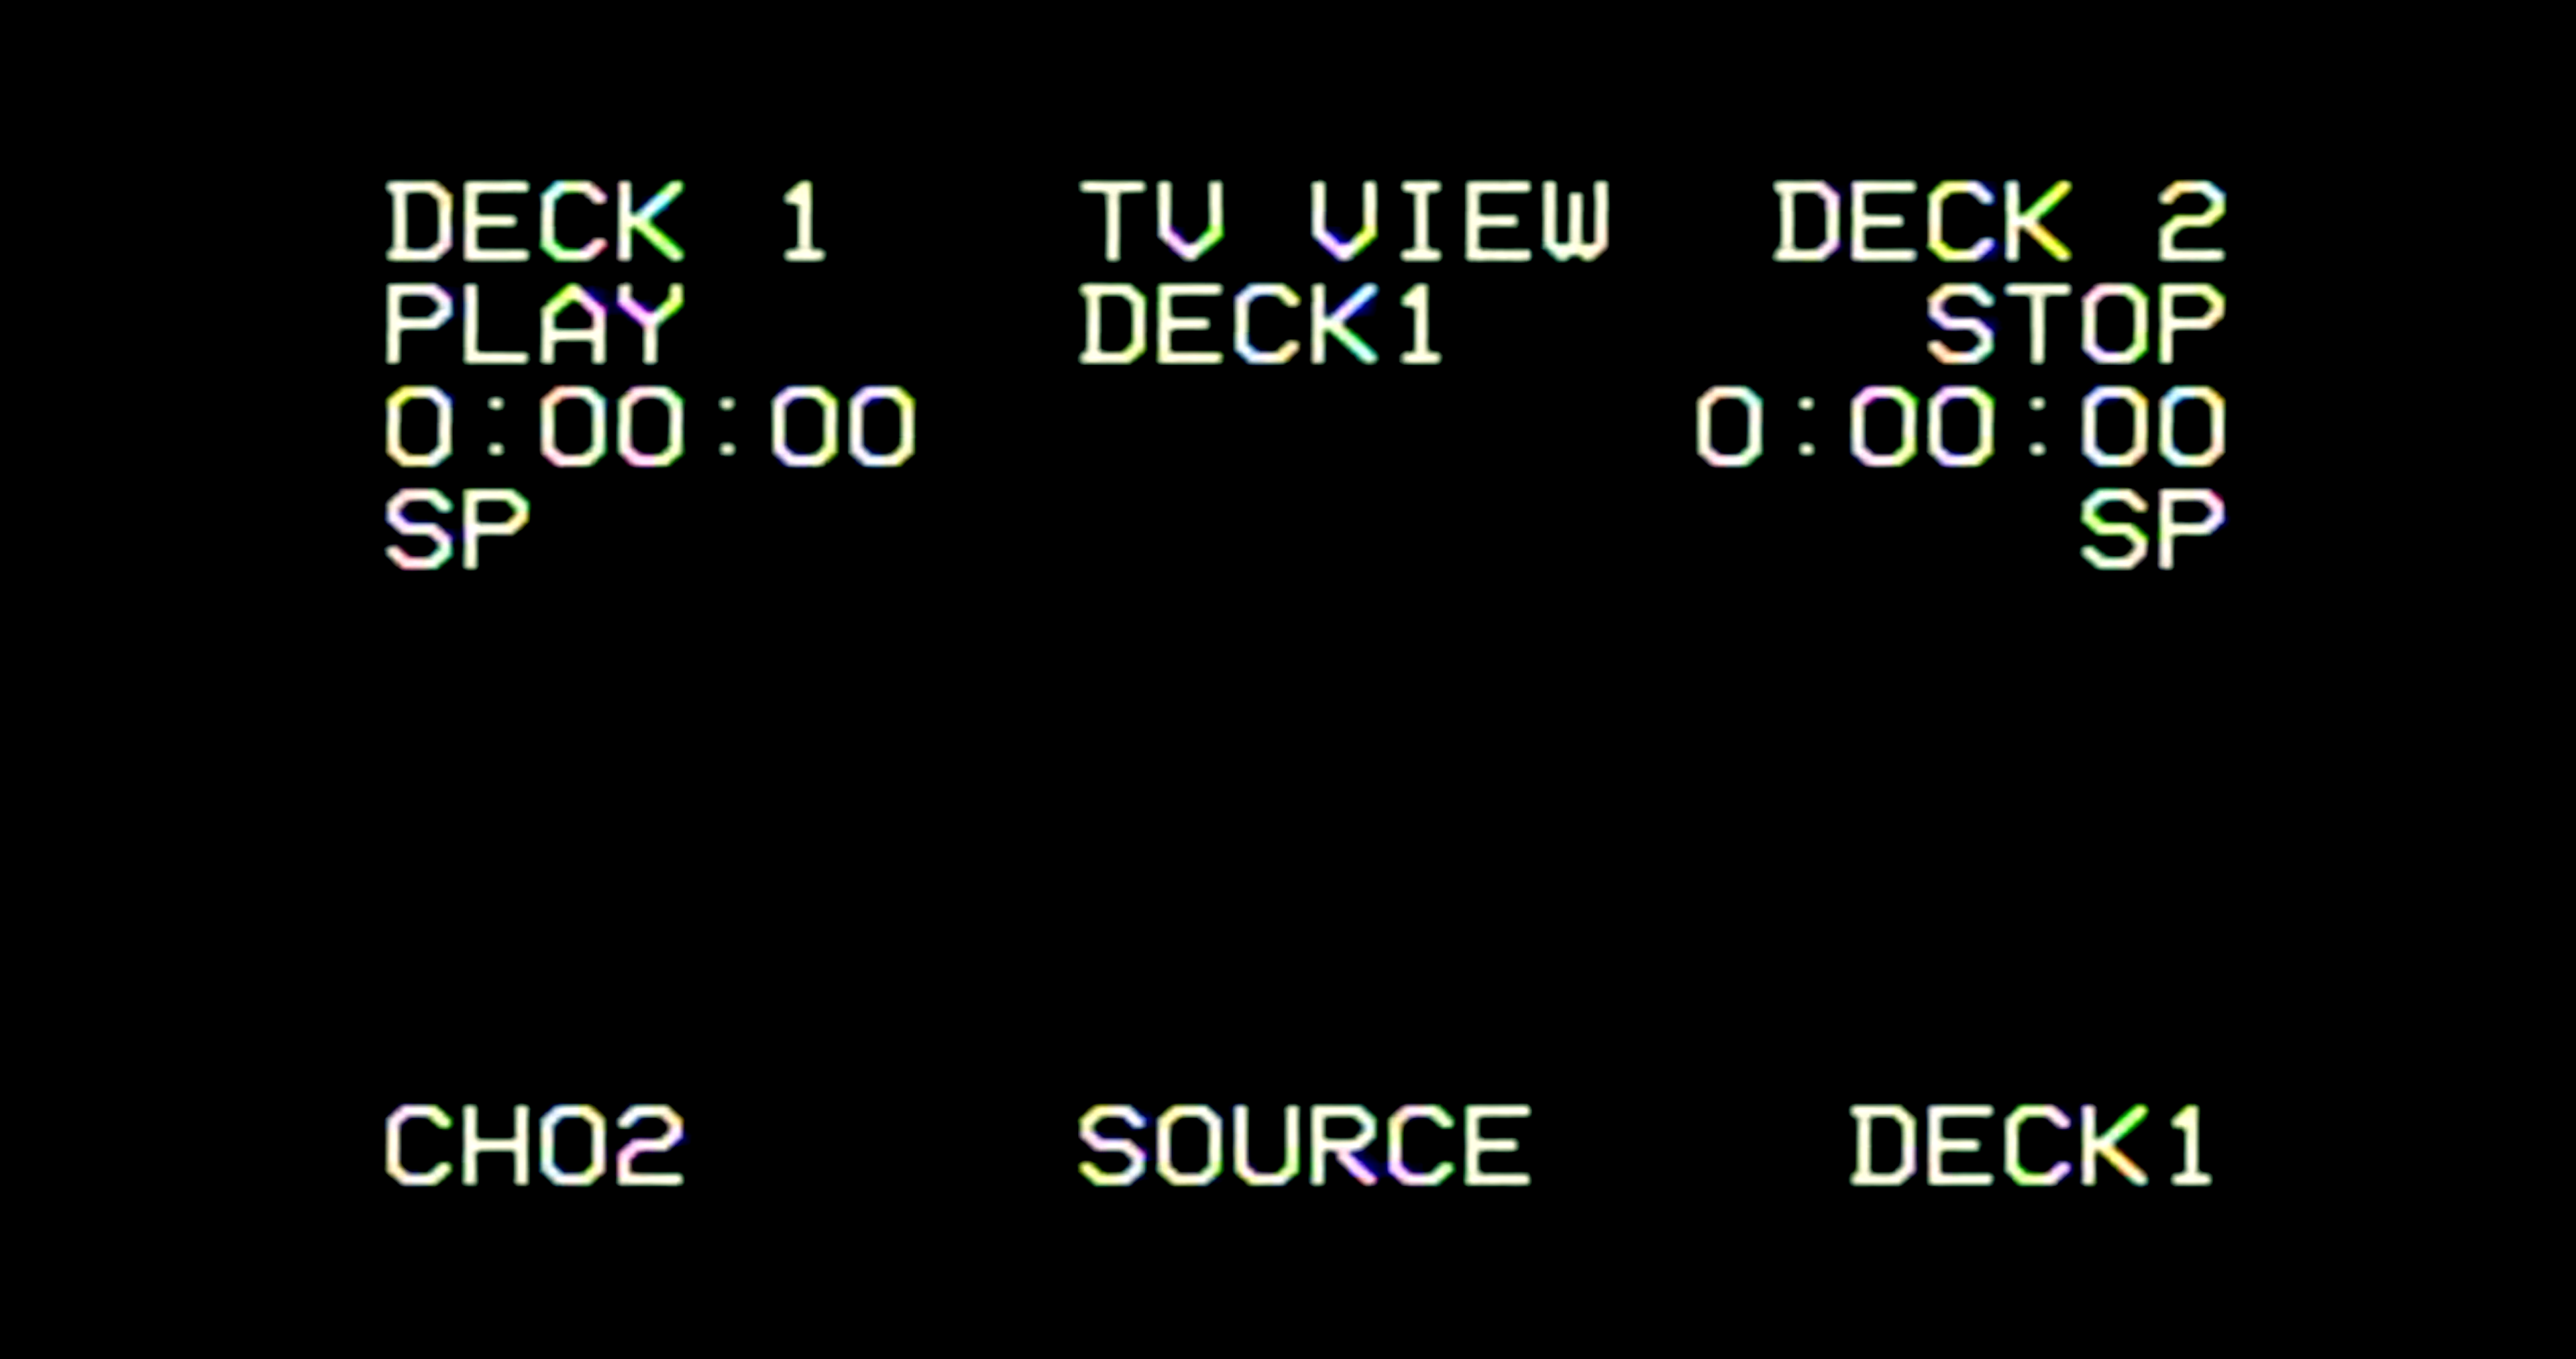 DECK 1 TV VIEW DECK 2
PLAY DECK1 STOP
0:00:00 0:00:00
SP SP
CH02 SOURCE DECK1